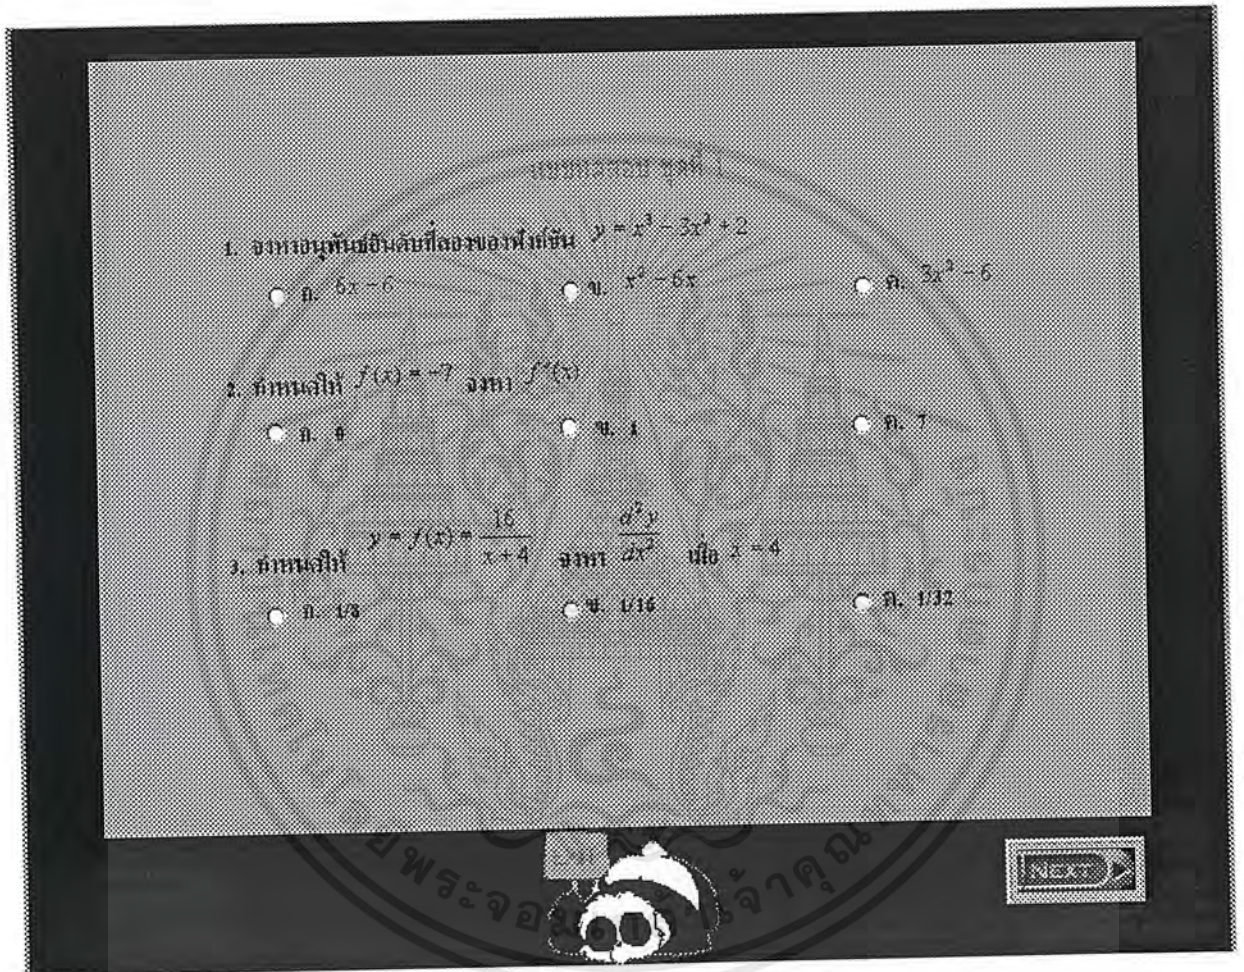 แบบทดสอบ ชุดที่ 1
1. จงหาอนุพันธ์อันดับที่สองของฟังก์ชัน y = x³ − 3x² + 2
ก. 6x − 6 ข. x² − 6x ค. 3x² − 6
2. กำหนดให้ f(x) = −7 จงหา f''(x)
ก. 0 ข. 1 ค. 7
3. กำหนดให้ y = f(x) = 16/(x + 4) จงหา d²y/dx² เมื่อ x = 4
ก. 1/8 ข. 1/16 ค. 1/32
NEXT